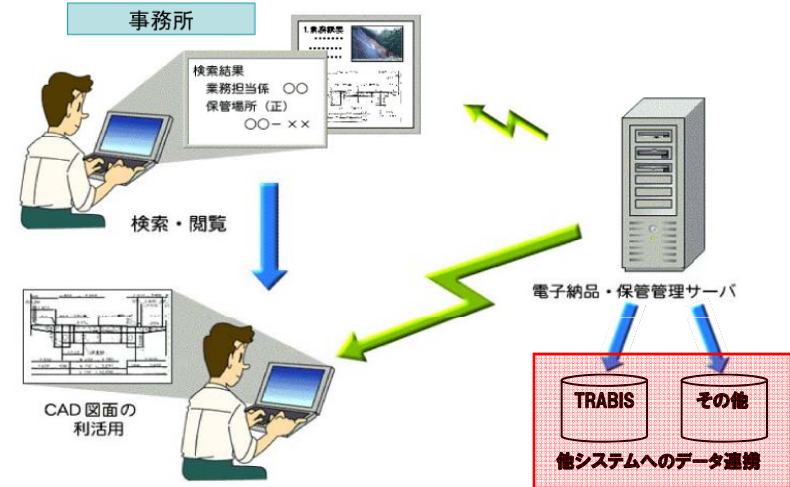 事務所
1.業務概要
検索結果
業務担当係 ○○
保管場所（正）
○○－××
検索・閲覧
電子納品・保管管理サーバ
CAD図面の
利活用
TRABIS
その他
他システムへのデータ連携